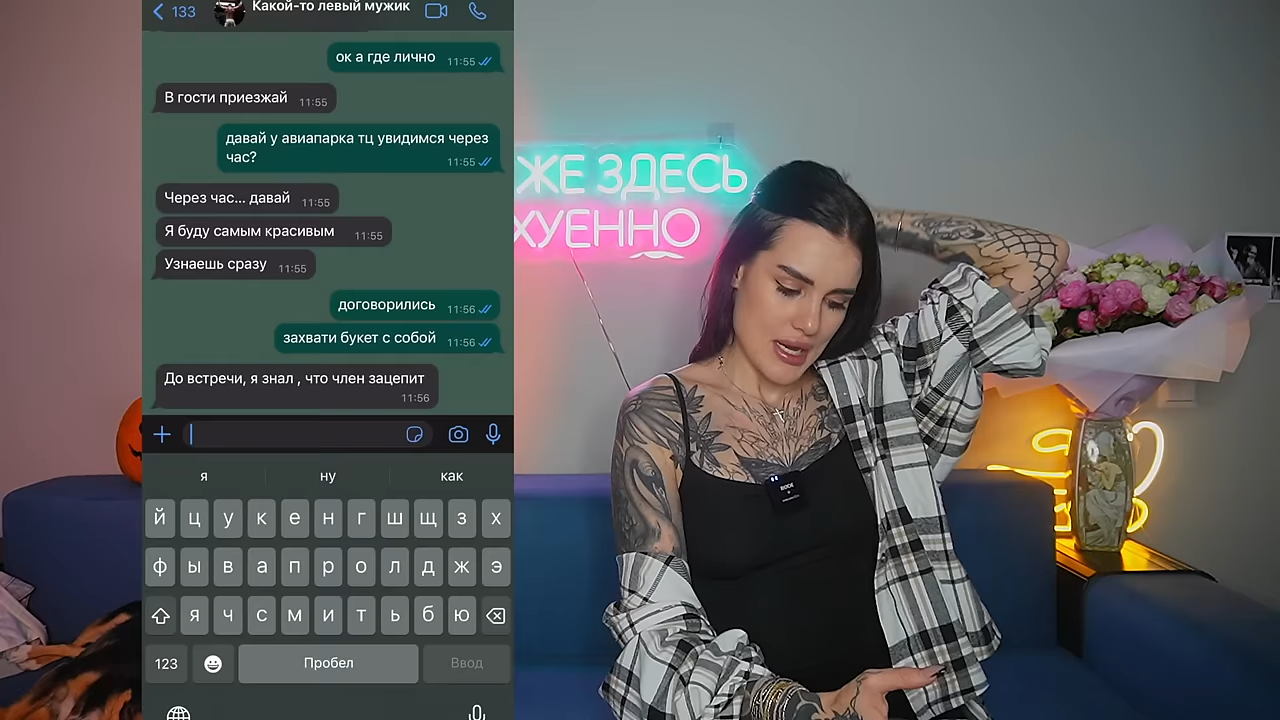 133
Какой-то левый мужик
ок а где лично
11:55
В гости приезжай
11:55
давай у авиапарка тц увидимся через
час?
11:55
Через час... давай
11:55
Я буду самым красивым
11:55
Узнаешь сразу
11:55
договорились
11:56
захвати букет с собой
11:56
До встречи, я знал , что член зацепит
11:56
я ну как
й ц у к е н г ш щ з х
ф ы в а п р о л д ж э
я ч с м и т ь б ю
123
Пробел
Ввод
ЖЕ ЗДЕСЬ
ХУЕННО
RODE